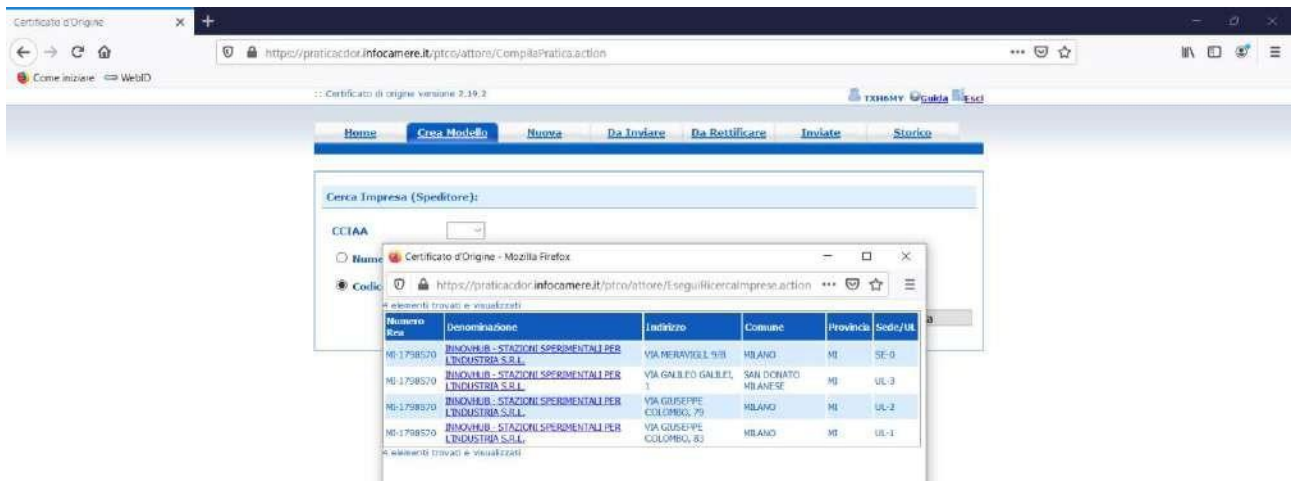 Certificato d'Origine
https://praticacdor.infocamere.it/ptco/attore/CompilaPratica.action
Come iniziare WebID
:: Certificato di origine versione 2.19.2 TXH6MY Guida Esci
Home Crea Modello Nuova Da Inviare Da Rettificare Inviate Storico
Cerca Impresa (Speditore):
CCIAA
Nume
Codic
Certificato d'Origine - Mozilla Firefox
https://praticacdor.infocamere.it/ptco/attore/EseguiRicercaImprese.action
4 elementi trovati e visualizzati
Numero Rea Denominazione Indirizzo Comune Provincia Sede/UL
MI-1798570 INNOVHUB - STAZIONI SPERIMENTALI PER L'INDUSTRIA S.R.L. VIA MERAVIGLI, 9/B MILANO MI SE-0
MI-1798570 INNOVHUB - STAZIONI SPERIMENTALI PER L'INDUSTRIA S.R.L. VIA GALILEO GALILEI, 1 SAN DONATO MILANESE MI UL-3
MI-1798570 INNOVHUB - STAZIONI SPERIMENTALI PER L'INDUSTRIA S.R.L. VIA GIUSEPPE COLOMBO, 79 MILANO MI UL-2
MI-1798570 INNOVHUB - STAZIONI SPERIMENTALI PER L'INDUSTRIA S.R.L. VIA GIUSEPPE COLOMBO, 83 MILANO MI UL-1
4 elementi trovati e visualizzati